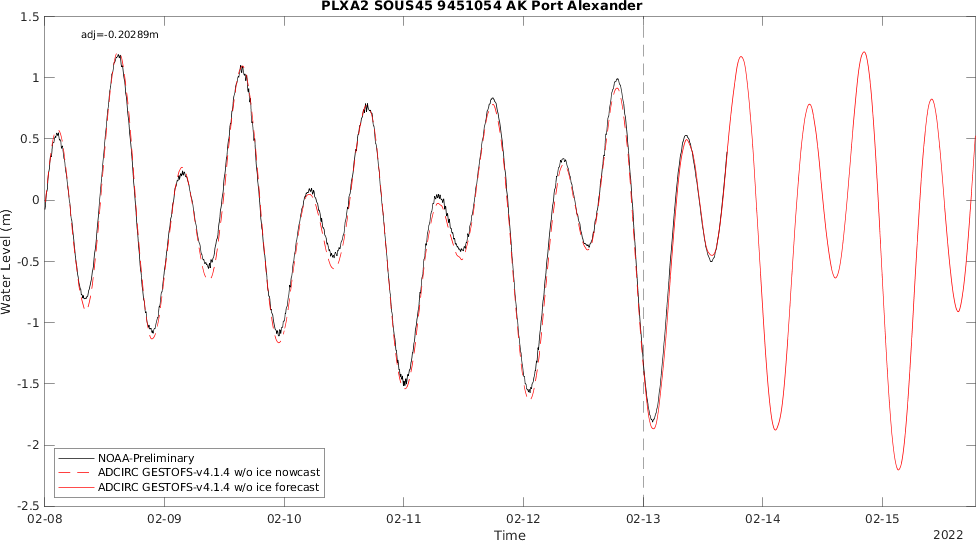 PLXA2 SOUS45 9451054 AK Port Alexander
adj=-0.20289m
1.5
1
0.5
0
-0.5
-1
-1.5
-2
-2.5
Water Level (m)
NOAA-Preliminary
ADCIRC GESTOFS-v4.1.4 w/o ice nowcast
ADCIRC GESTOFS-v4.1.4 w/o ice forecast
02-08 02-09 02-10 02-11 02-12 02-13 02-14 02-15
Time
2022